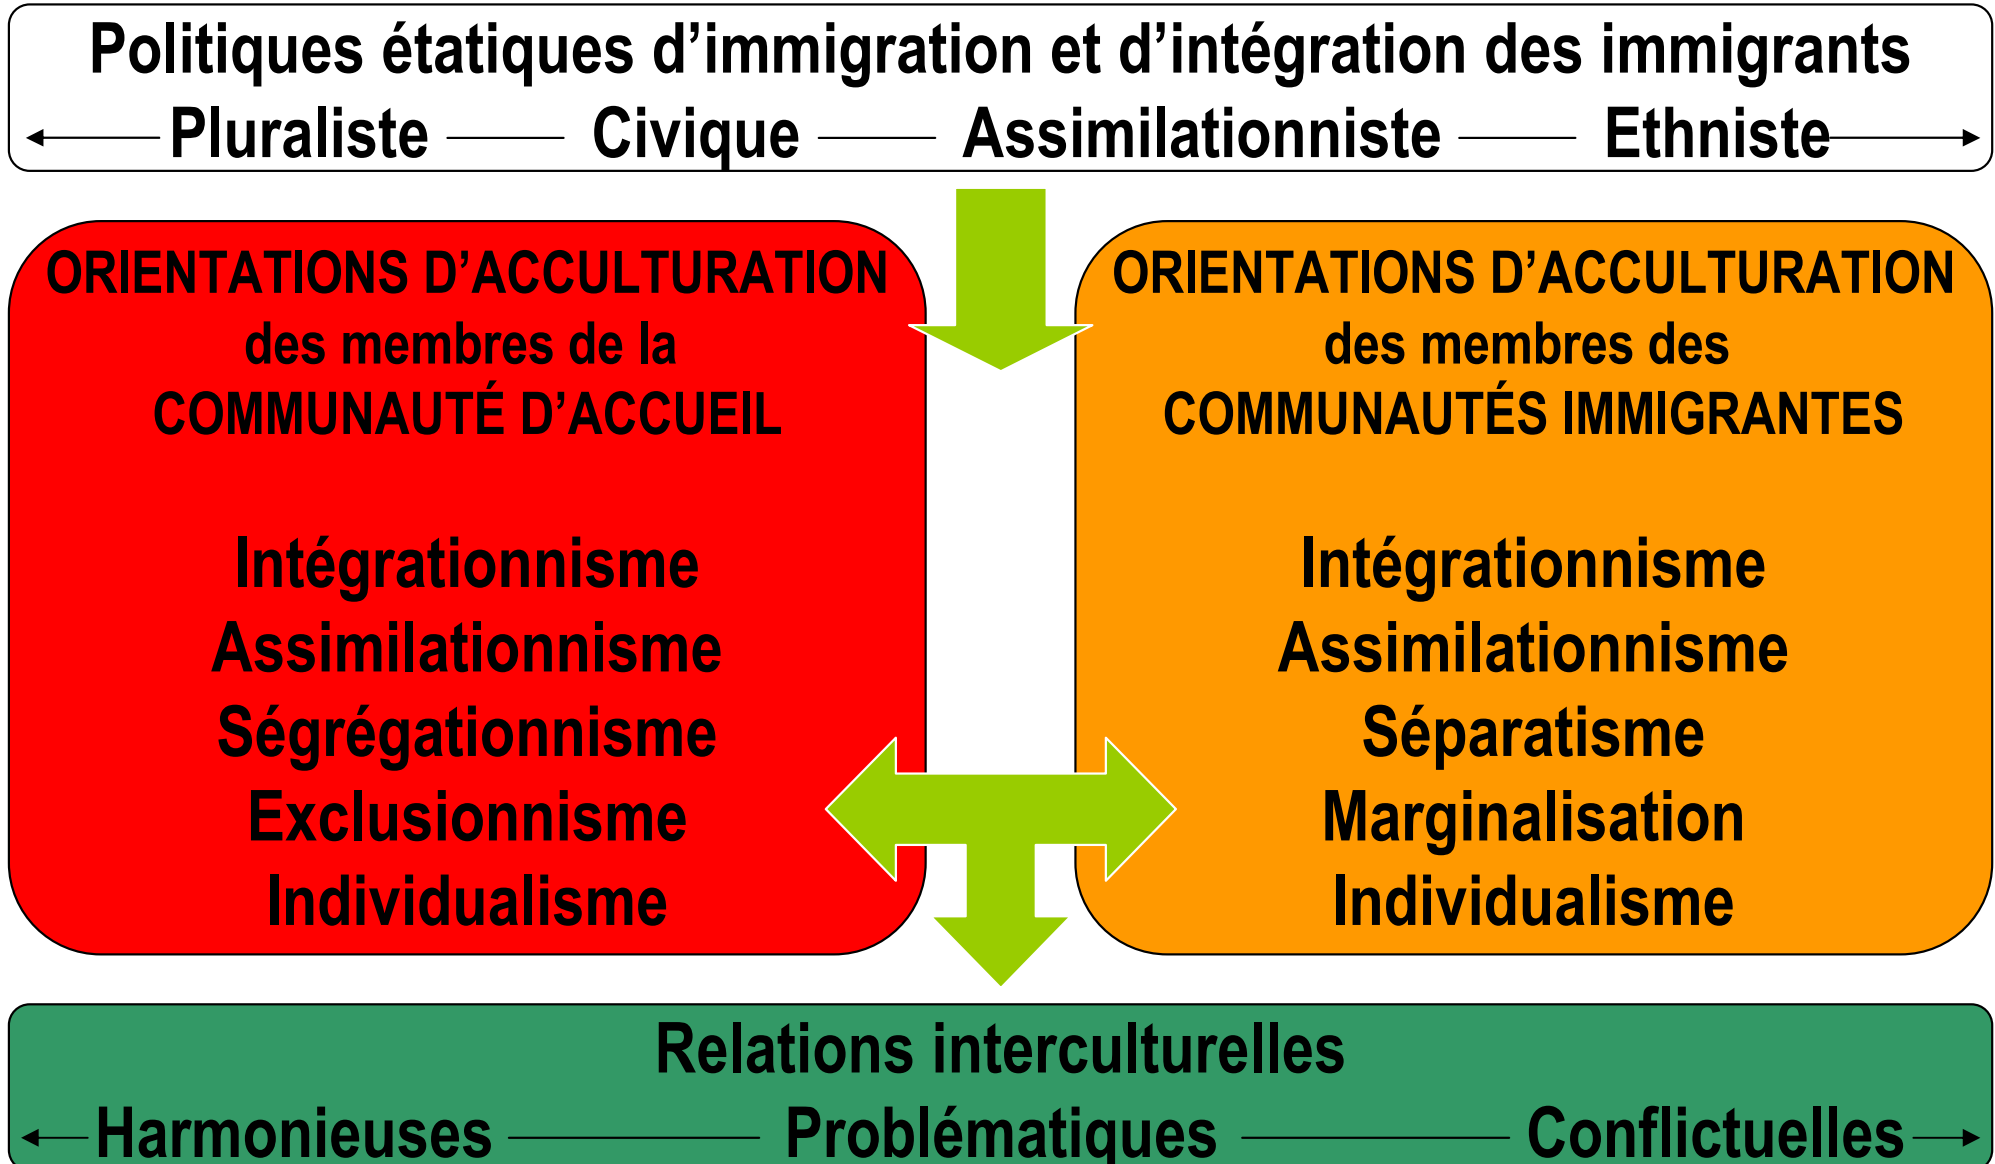 Politiques étatiques d’immigration et d’intégration des immigrants
Pluraliste Civique Assimilationniste Ethniste
ORIENTATIONS D’ACCULTURATION
des membres de la
COMMUNAUTÉ D’ACCUEIL
Intégrationnisme
Assimilationnisme
Ségrégationnisme
Exclusionnisme
Individualisme
ORIENTATIONS D’ACCULTURATION
des membres des
COMMUNAUTÉS IMMIGRANTES
Intégrationnisme
Assimilationnisme
Séparatisme
Marginalisation
Individualisme
Relations interculturelles
Harmonieuses Problématiques Conflictuelles